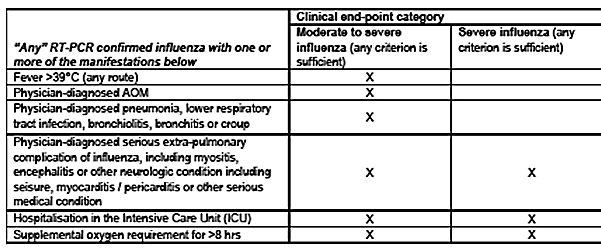 Clinical end-point category
"Any" RT-PCR confirmed influenza with one or
more of the manifestations below
Moderate to severe
influenza (any criterion is
sufficient)
Severe influenza (any
criterion is sufficient)
Fever >39°C (any route)
X
Physician-diagnosed AOM
X
Physician-diagnosed pneumonia, lower respiratory
tract infection, bronchiolitis, bronchitis or croup
X
Physician-diagnosed serious extra-pulmonary
complication of influenza, including myositis,
encephalitis or other neurologic condition including
seisure, myocarditis / pericarditis or other serious
medical condition
X
X
Hospitalisation in the Intensive Care Unit (ICU)
X
X
Supplemental oxygen requirement for >8 hrs
X
X